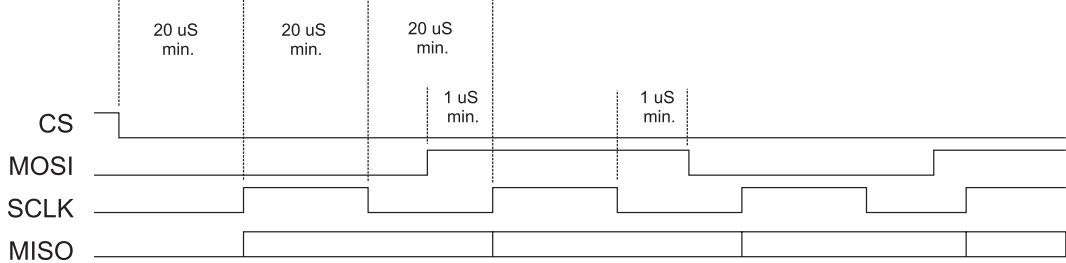 20 uS
min.
20 uS
min.
20 uS
min.
1 uS
min.
1 uS
min.
CS
MOSI
SCLK
MISO